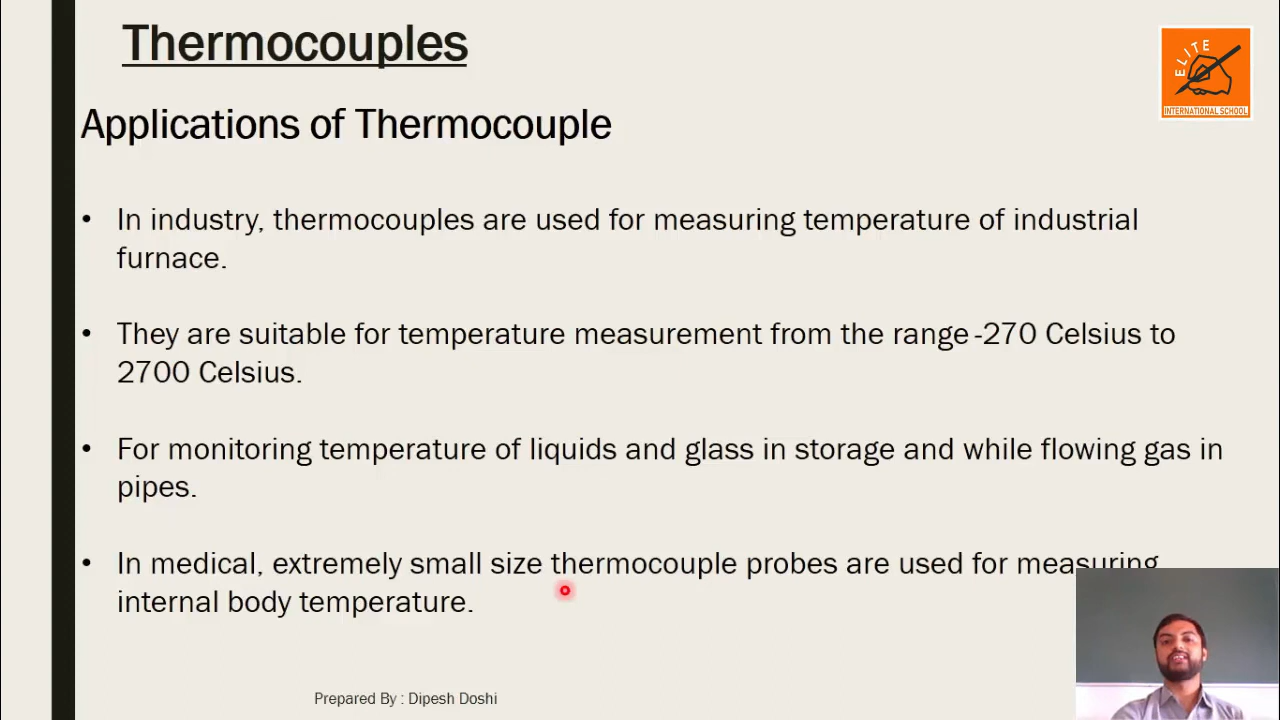 Thermocouples
ELITE
INTERNATIONAL SCHOOL
Applications of Thermocouple
• In industry, thermocouples are used for measuring temperature of industrial
furnace.
• They are suitable for temperature measurement from the range -270 Celsius to
2700 Celsius.
• For monitoring temperature of liquids and glass in storage and while flowing gas in
pipes.
• In medical, extremely small size thermocouple probes are used for measuring
internal body temperature.
Prepared By : Dipesh Doshi